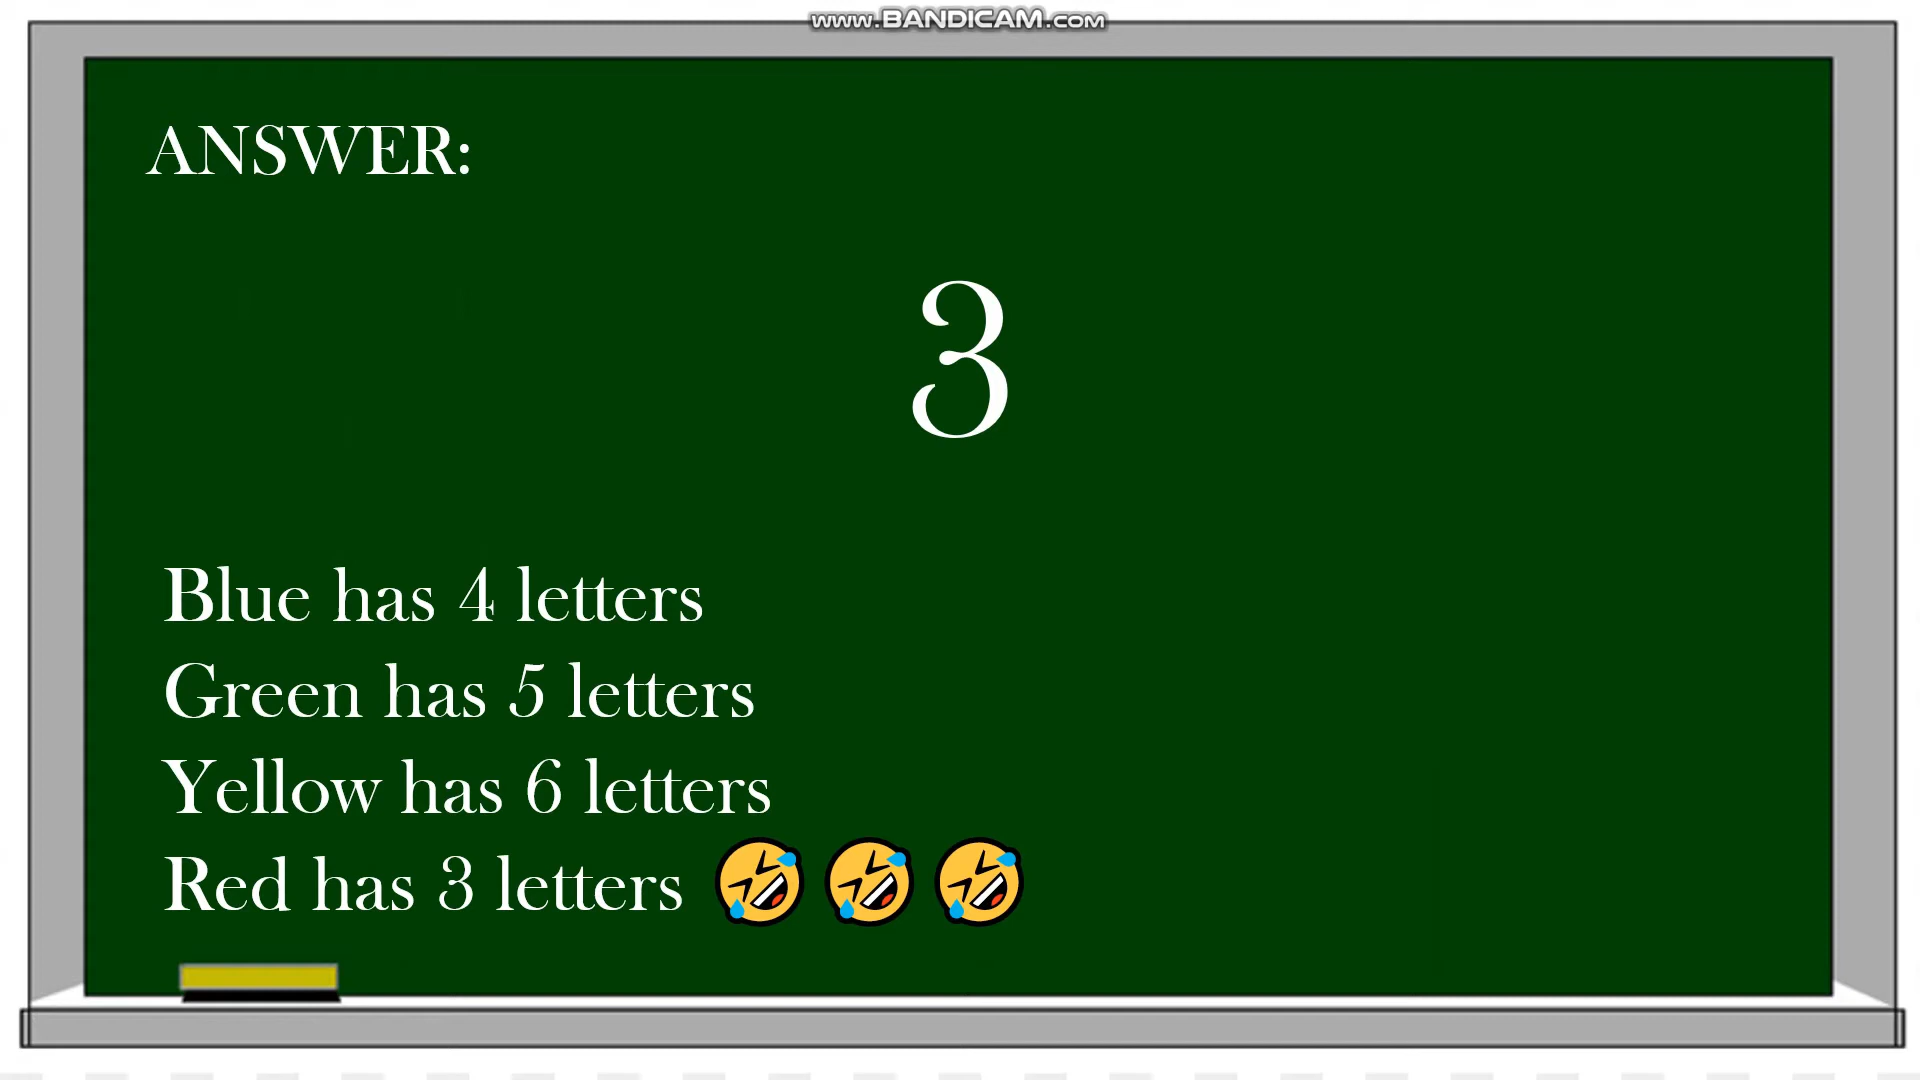 www.BANDICAM.com
ANSWER:
3
Blue has 4 letters
Green has 5 letters
Yellow has 6 letters
Red has 3 letters 🤣 🤣 🤣